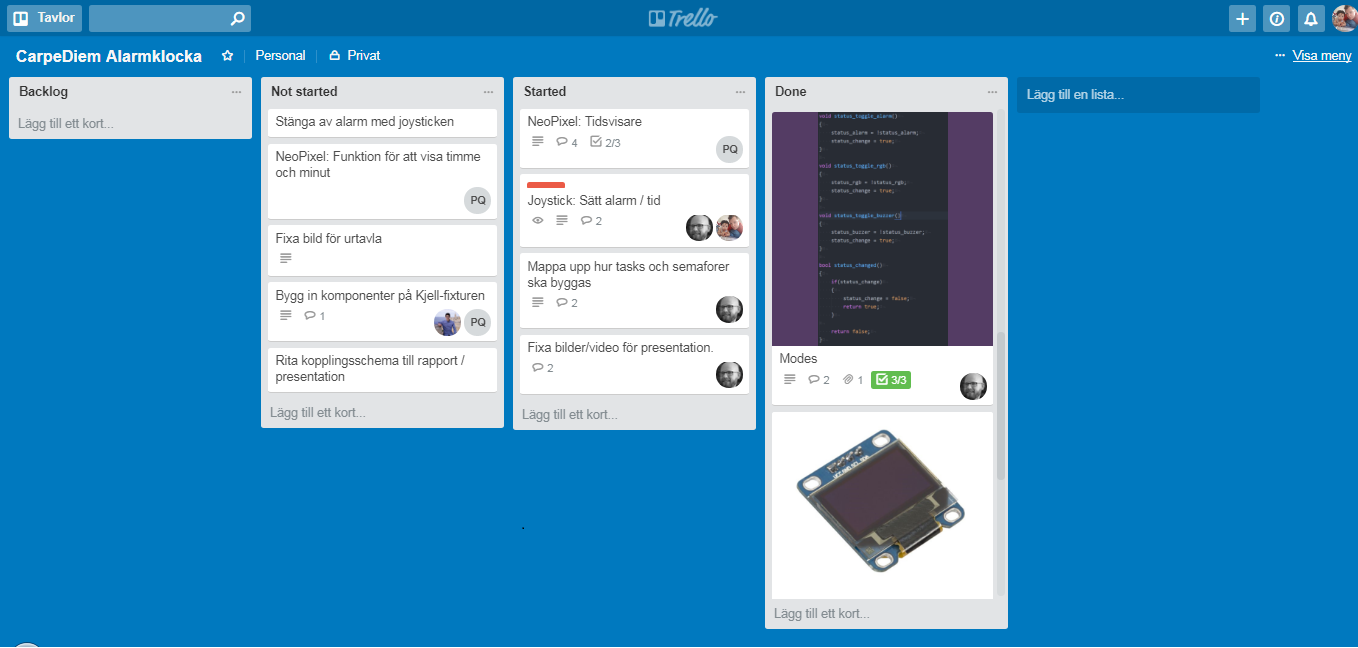 Tavlor
Trello
CarpeDiem Alarmklocka
Personal
Privat
··· Visa meny
Backlog
Lägg till ett kort...
Not started
Stänga av alarm med joysticken
NeoPixel: Funktion för att visa timme
och minut
PQ
Fixa bild för urtavla
Bygg in komponenter på Kjell-fixturen
1
PQ
Rita kopplingsschema till rapport /
presentation
Lägg till ett kort...
Started
NeoPixel: Tidsvisare
4 2/3
PQ
Joystick: Sätt alarm / tid
2
Mappa upp hur tasks och semaforer
ska byggas
2
Fixa bilder/video för presentation.
2
Lägg till ett kort...
Done
void status_toggle_alarm()
{
status_alarm = !status_alarm;
status_change = true;
}
void status_toggle_rgb()
{
status_rgb = !status_rgb;
status_change = true;
}
void status_toggle_buzzer()
{
status_buzzer = !status_buzzer;
status_change = true;
}
bool status_changed()
{
if(status_change)
{
status_change = false;
return true;
}
return false;
}
Modes
2 1 3/3
Lägg till ett kort...
Lägg till en lista...